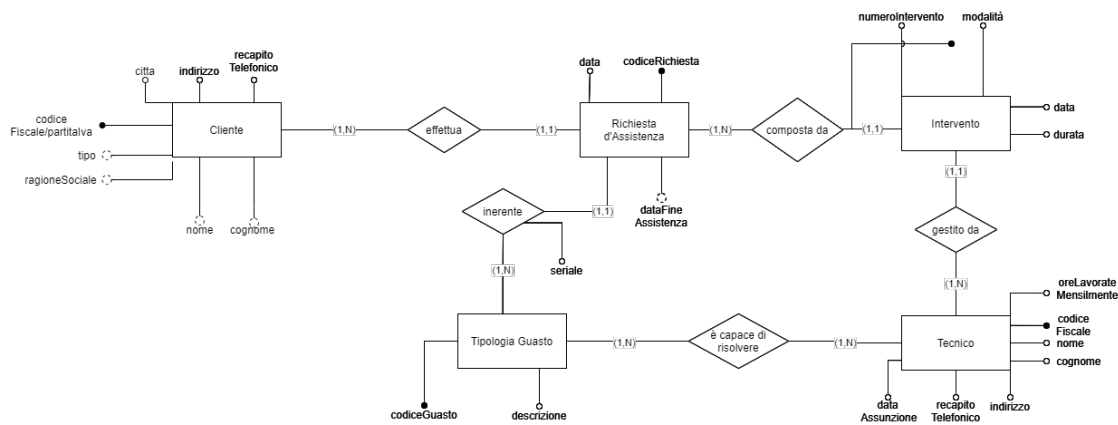 numeroIntervento
modalità
recapito
Telefonico
citta
indirizzo
data
codiceRichiesta
codice
Fiscale/partitaIva
Cliente
(1,N)
effettua
(1,1)
Richiesta
d'Assistenza
(1,N)
composta da
(1,1)
Intervento
data
durata
tipo
ragioneSociale
nome
cognome
inerente
(1,1)
dataFine
Assistenza
(1,1)
gestito da
(1,N)
seriale
(1,N)
oreLavorate
Mensilmente
Tipologia Guasto
(1,N)
è capace di
risolvere
(1,N)
Tecnico
codice
Fiscale
nome
cognome
codiceGuasto
descrizione
data
Assunzione
recapito
Telefonico
indirizzo